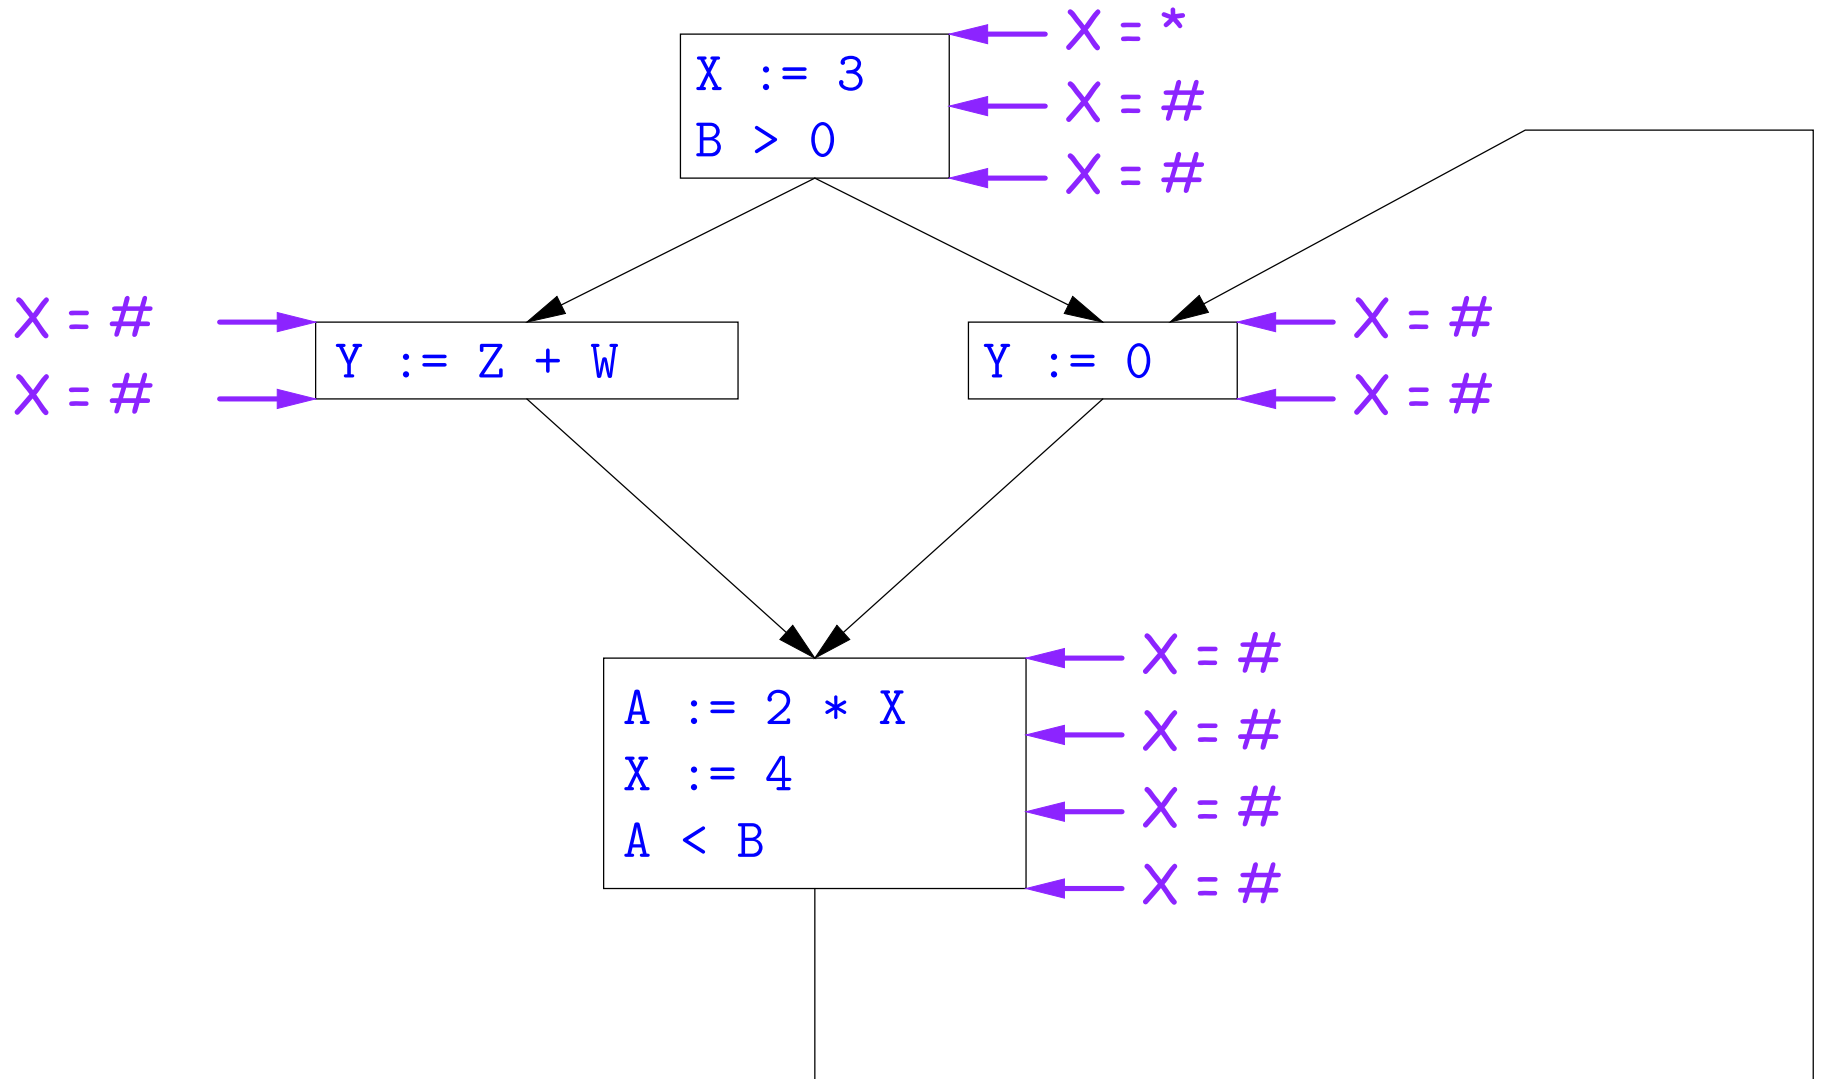 X = *
X := 3
X = #
B > 0
X = #
X = #
Y := Z + W
X = #
Y := 0
X = #
X = #
X = #
A := 2 * X
X = #
X := 4
X = #
A < B
X = #